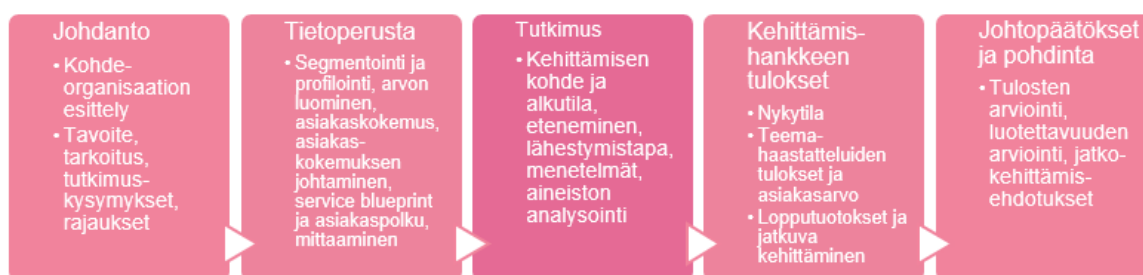 Johdanto
• Kohde-
organisaation
esittely
• Tavoite,
tarkoitus,
tutkimus-
kysymykset,
rajaukset
Tietoperusta
• Segmentointi ja
profilointi, arvon
luominen,
asiakaskokemus,
asiakas-
kokemuksen
johtaminen,
service blueprint
ja asiakaspolku,
mittaaminen
Tutkimus
• Kehittämisen
kohde ja
alkutila,
eteneminen,
lähestymistapa,
menetelmät,
aineiston
analysointi
Kehittämis-
hankkeen
tulokset
• Nykytila
• Teema-
haastatteluiden
tulokset ja
asiakasarvo
• Lopputuotokset ja
jatkuva
kehittäminen
Johtopäätökset
ja pohdinta
• Tulosten
arviointi,
luotettavuuden
arviointi, jatko-
kehittämis-
ehdotukset